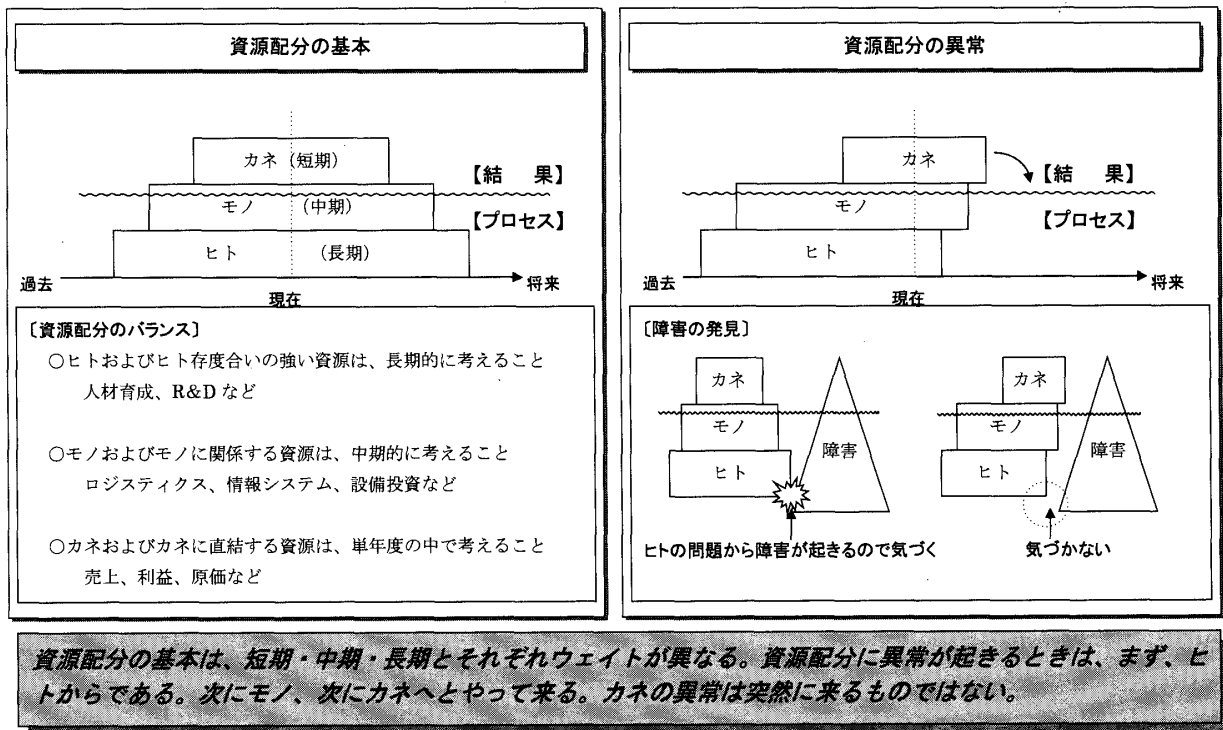 資源配分の基本
カネ（短期）
【結　果】
モノ　（中期）
【プロセス】
ヒト　（長期）
過去
将来
現在
〔資源配分のバランス〕
○ヒトおよびヒト存度合いの強い資源は、長期的に考えること
人材育成、R&Dなど
○モノおよびモノに関係する資源は、中期的に考えること
ロジスティクス、情報システム、設備投資など
○カネおよびカネに直結する資源は、単年度の中で考えること
売上、利益、原価など
資源配分の異常
カネ
【結　果】
モノ
【プロセス】
ヒト
過去
将来
現在
〔障害の発見〕
カネ
モノ
ヒト
障害
ヒトの問題から障害が起きるので気づく
カネ
モノ
ヒト
障害
気づかない
資源配分の基本は、短期・中期・長期とそれぞれウェイトが異なる。資源配分に異常が起きるときは、まず、ヒ
トからである。次にモノ、次にカネへとやって来る。カネの異常は突然に来るものではない。